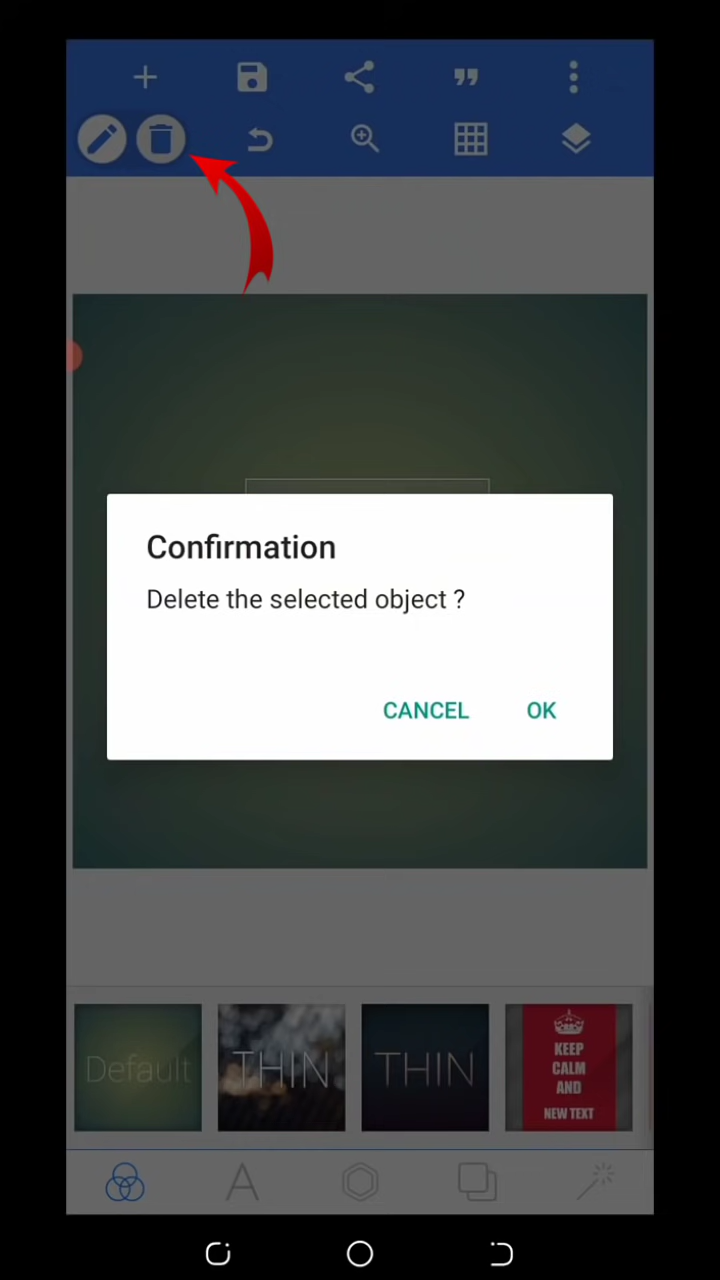 Confirmation
Delete the selected object ?
CANCEL OK
Default
THIN
THIN
KEEP
CALM
AND
NEW TEXT